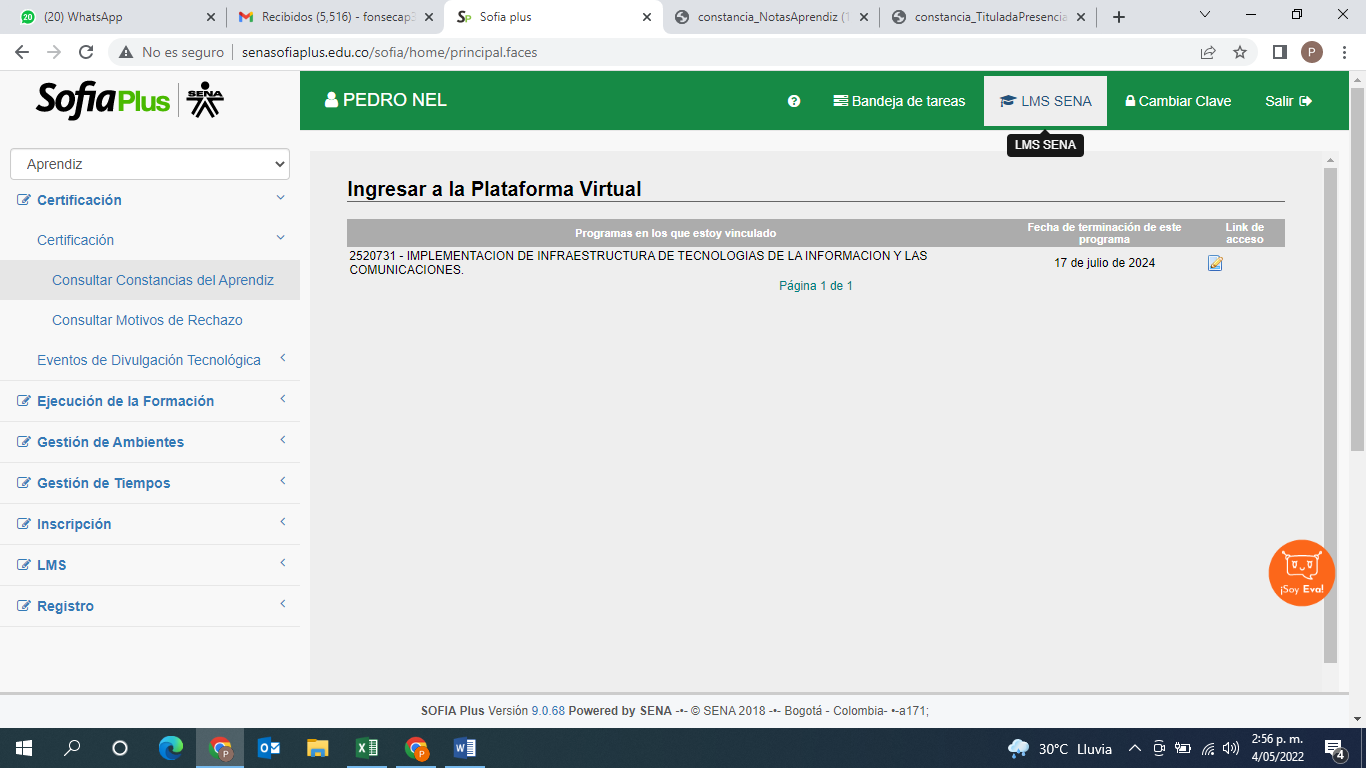 (20) WhatsApp
Recibidos (5,516) - fonsecap
Sofia plus
constancia_NotasAprendiz (1
constancia_TituladaPresencia
No es seguro
senasofiaplus.edu.co/sofia/home/principal.faces
P
Sofia Plus
SENA
PEDRO NEL
Bandeja de tareas
LMS SENA
Cambiar Clave
Salir
LMS SENA
Aprendiz
Certificación
Certificación
Consultar Constancias del Aprendiz
Consultar Motivos de Rechazo
Eventos de Divulgación Tecnológica
Ejecución de la Formación
Gestión de Ambientes
Gestión de Tiempos
Inscripción
LMS
Registro
Ingresar a la Plataforma Virtual
Programas en los que estoy vinculado
Fecha de terminación de este
programa
Link de
acceso
2520731 - IMPLEMENTACION DE INFRAESTRUCTURA DE TECNOLOGIAS DE LA INFORMACION Y LAS
COMUNICACIONES.
17 de julio de 2024
Página 1 de 1
¡Soy Eva!
SOFIA Plus Versión 9.0.68 Powered by SENA -•- © SENA 2018 -•- Bogotá - Colombia- •-a171;
30°C Lluvia
2:56 p. m.
4/05/2022
4